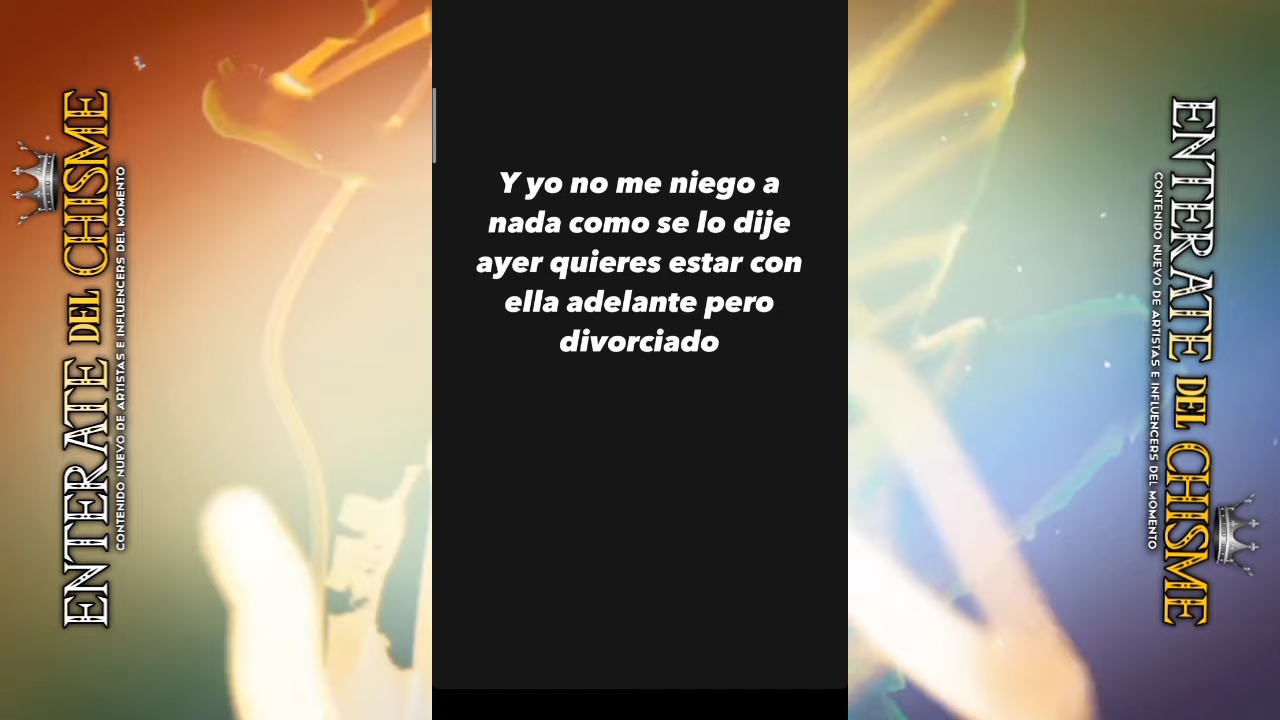 ENTERATE DEL CHISME
CONTENIDO NUEVO DE ARTISTAS E INFLUENCERS DEL MOMENTO
Y yo no me niego a
nada como se lo dije
ayer quieres estar con
ella adelante pero
divorciado
ENTERATE DEL CHISME
CONTENIDO NUEVO DE ARTISTAS E INFLUENCERS DEL MOMENTO